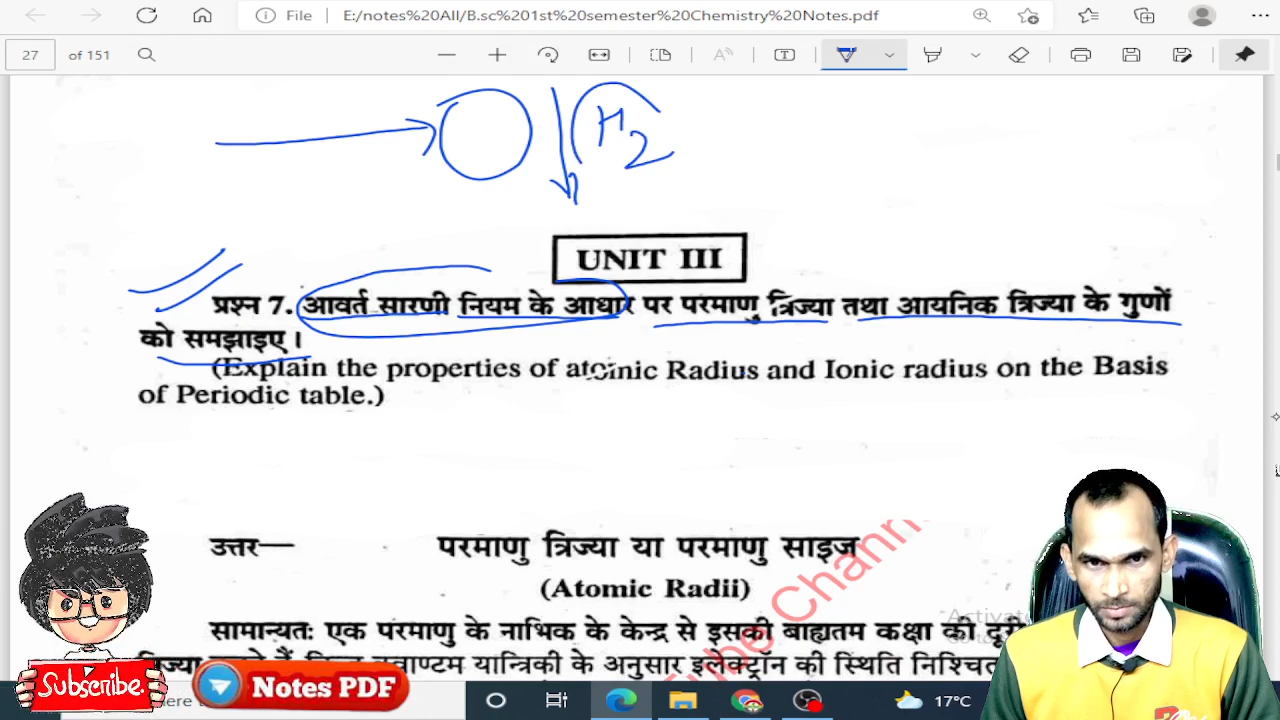 File E:/notes%20All/B.sc%201st%20semester%20Chemistry%20Notes.pdf
27 of 151
H2
UNIT III
प्रश्न 7. आवर्त सारणी नियम के आधार पर परमाणु त्रिज्या तथा आयनिक त्रिज्या के गुणों
को समझाइए।
(Explain the properties of atomic Radius and Ionic radius on the Basis
of Periodic table.)
उत्तर— परमाणु त्रिज्या या परमाणु साइज
(Atomic Radii)
सामान्यतः एक परमाणु के नाभिक के केन्द्र से इसकी बाह्यतम कक्षा की
यान्त्रिकी के अनुसार इलेक्ट्रॉन की स्थिति
Subscribe
Notes PDF
here to
17°C